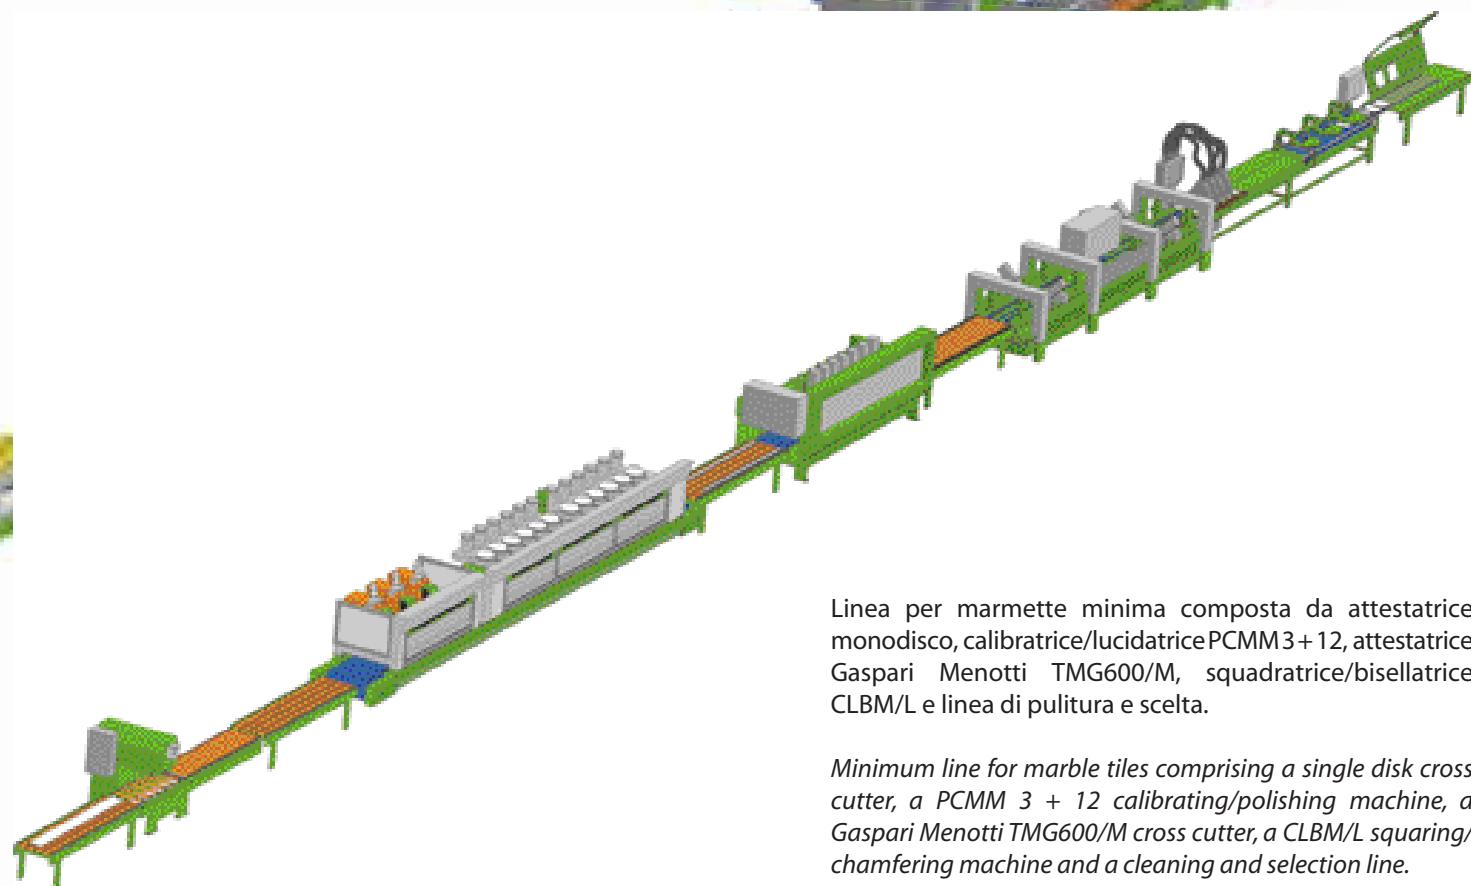 Linea per marmette minima composta da attestatrice
monodisco, calibratrice/lucidatrice PCMM 3 + 12, attestatrice
Gaspari Menotti TMG600/M, squadratrice/bisellatrice
CLBM/L e linea di pulitura e scelta.
Minimum line for marble tiles comprising a single disk cross
cutter, a PCMM 3 + 12 calibrating/polishing machine, a
Gaspari Menotti TMG600/M cross cutter, a CLBM/L squaring/
chamfering machine and a cleaning and selection line.